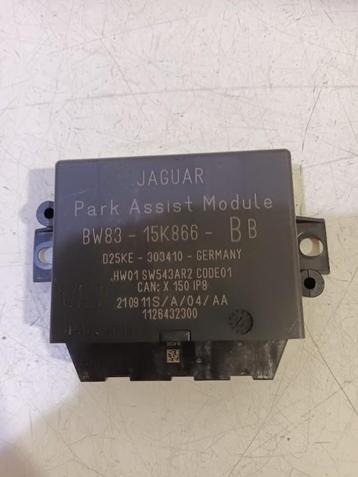 JAGUAR
Park Assist Module
BW83 - 15K866 - BB
D25KE - 303410 - GERMANY
HW01 SW543AR2 CODE01
CAN: X 150 IP8
210911S/A/04/AA
1126432300